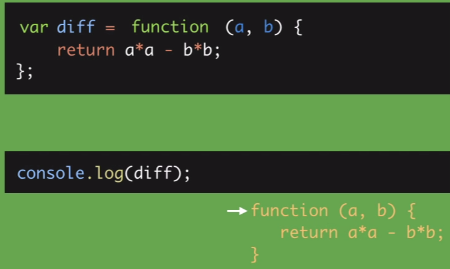 var diff = function (a, b) {
    return a*a - b*b;
};
console.log(diff);
→ function (a, b) {
    return a*a - b*b;
}